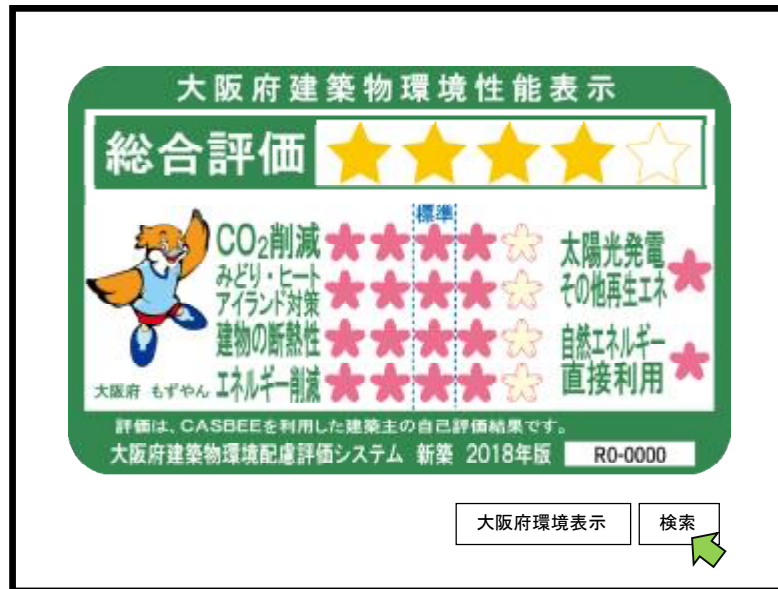 大阪府建築物環境性能表示
総合評価
標準
CO₂削減
みどり・ヒート
アイランド対策
建物の断熱性
エネルギー削減
太陽光発電
その他再生エネ
自然エネルギー
直接利用
大阪府 もずやん
評価は、CASBEEを利用した建築主の自己評価結果です。
大阪府建築物環境配慮評価システム 新築 2018年版 R0-0000
大阪府環境表示 検索